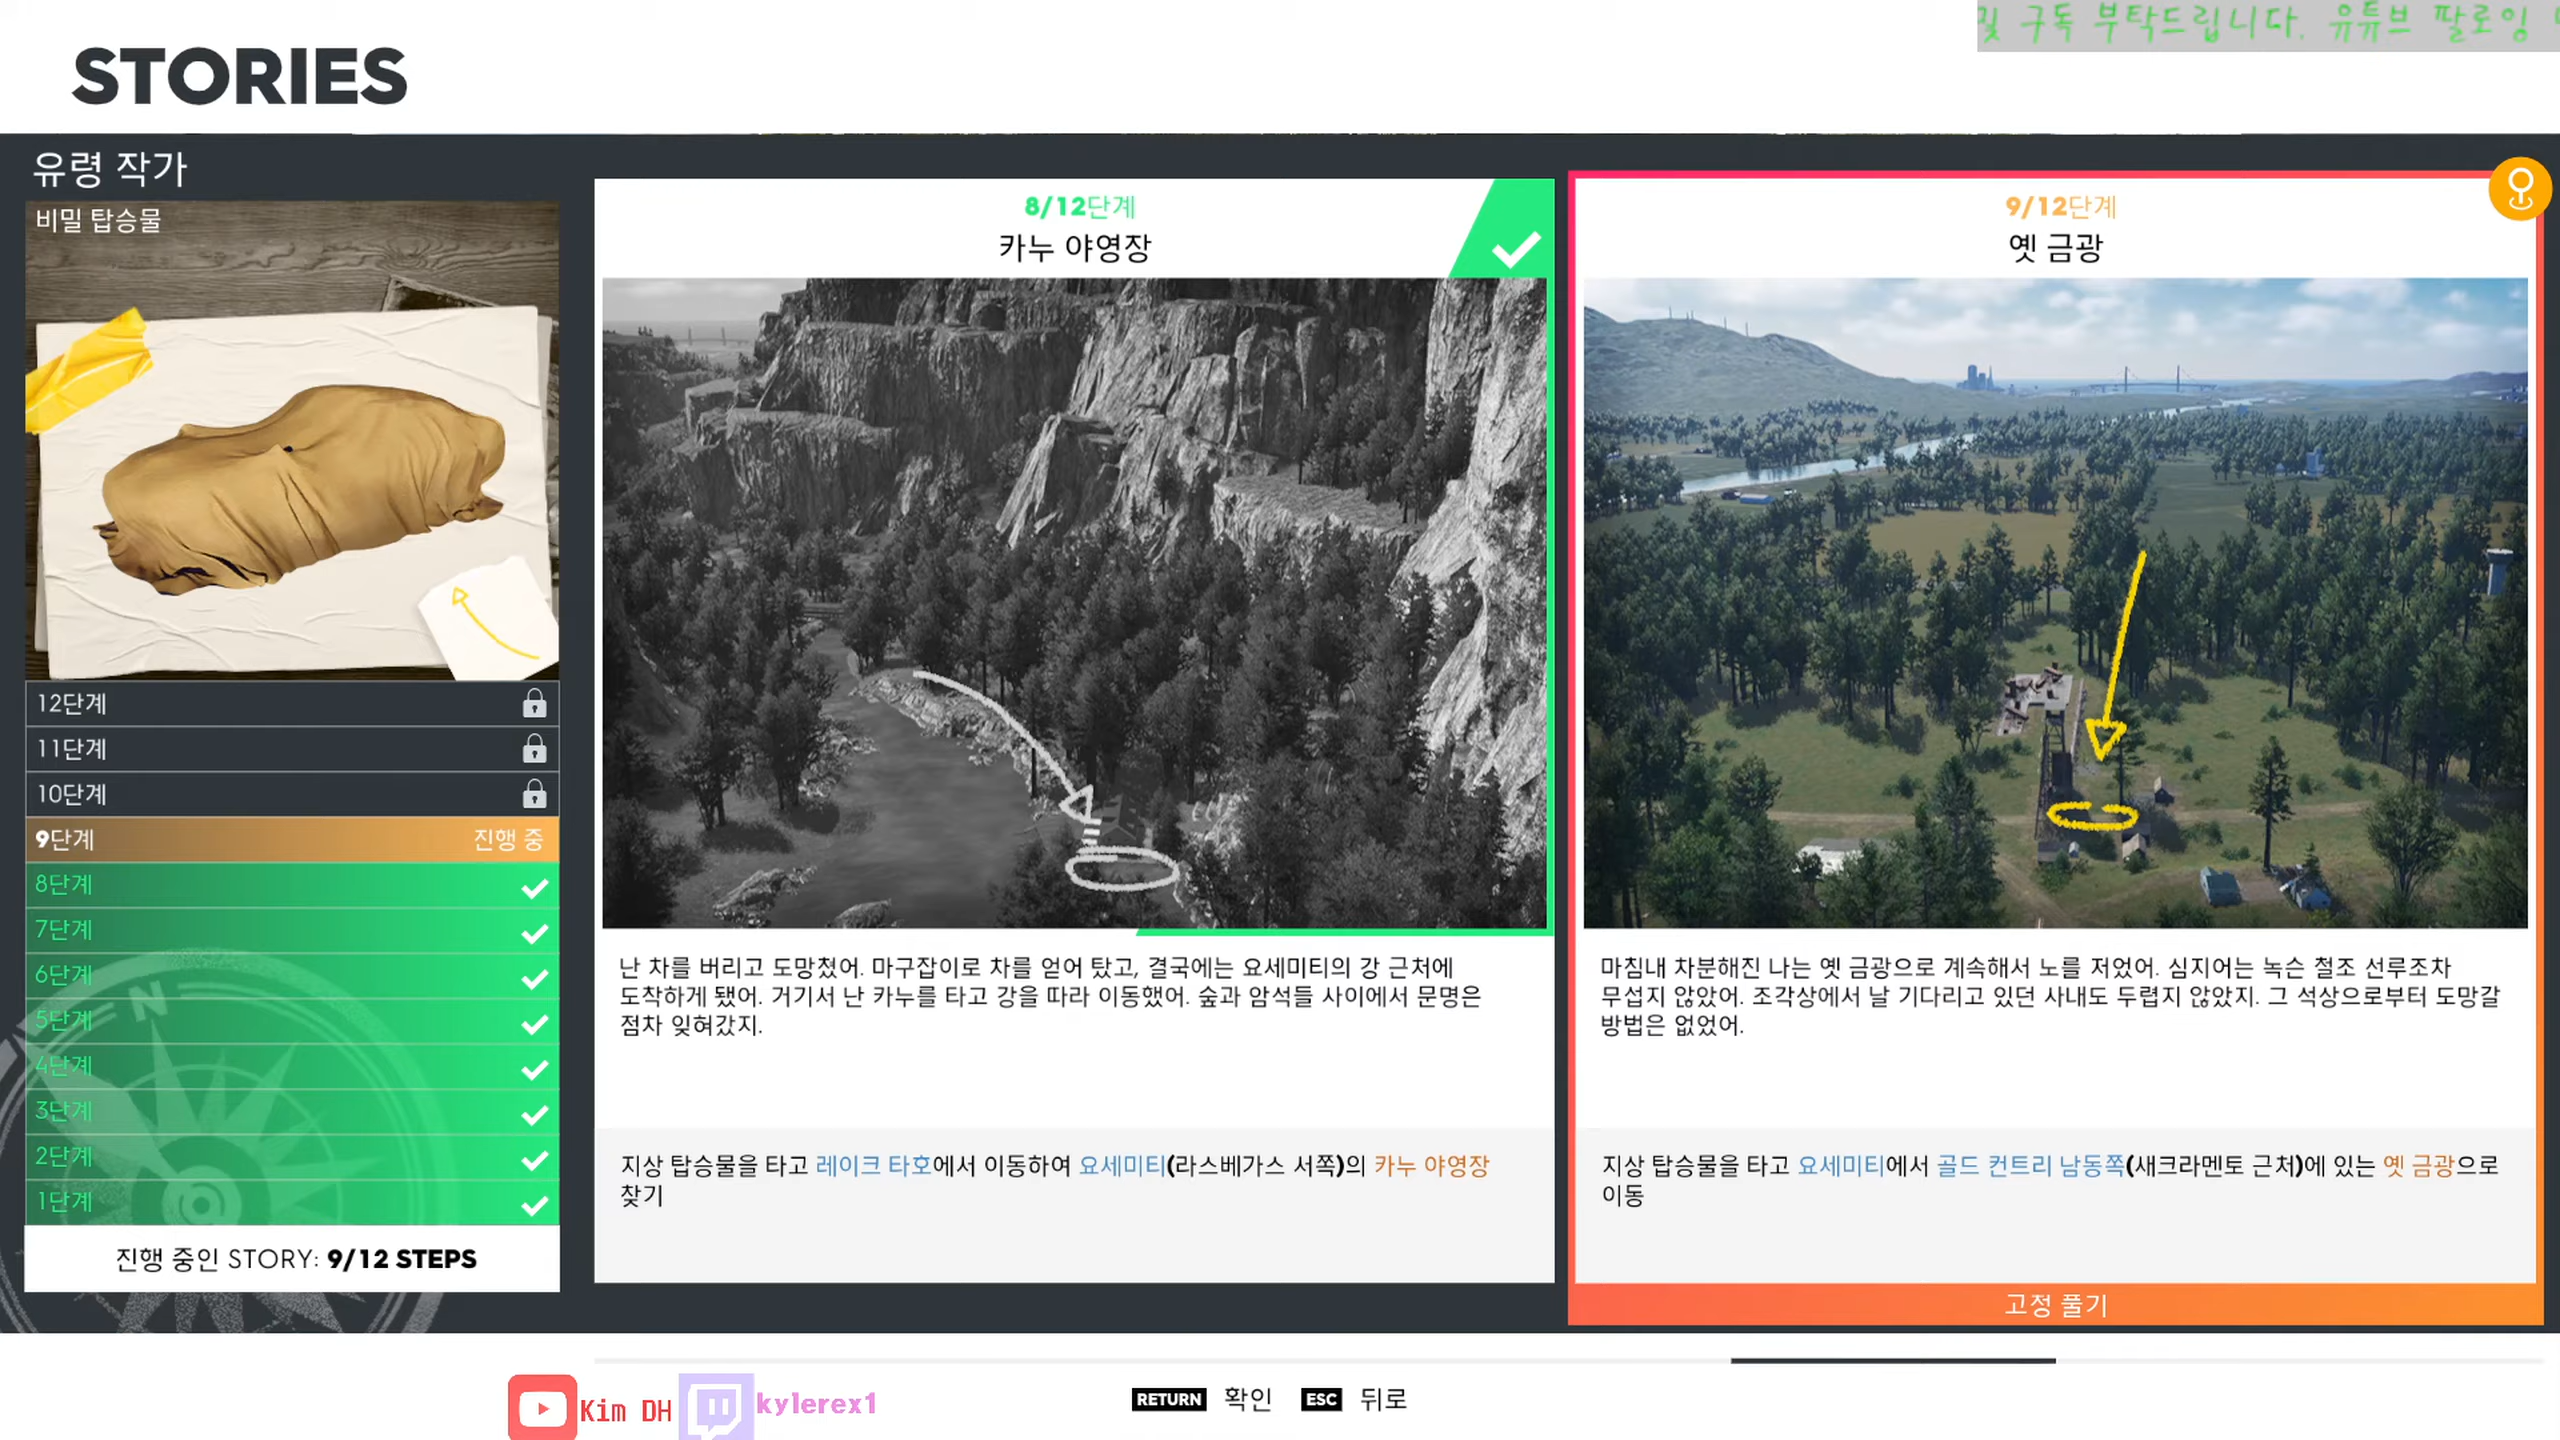 및 구독 부탁드립니다. 유튜브 팔로잉
STORIES
유령 작가
비밀 탑승물
12단계
11단계
10단계
9단계 진행 중
8단계
7단계
6단계
5단계
4단계
3단계
2단계
1단계
진행 중인 STORY: 9/12 STEPS
8/12단계
카누 야영장
난 차를 버리고 도망쳤어. 마구잡이로 차를 얻어 탔고, 결국에는 요세미티의 강 근처에
도착하게 됐어. 거기서 난 카누를 타고 강을 따라 이동했어. 숲과 암석들 사이에서 문명은
점차 잊혀갔지.
지상 탑승물을 타고 레이크 타호에서 이동하여 요세미티(라스베가스 서쪽)의 카누 야영장
찾기
9/12단계
옛 금광
마침내 차분해진 나는 옛 금광으로 계속해서 노를 저었어. 심지어는 녹슨 철조 선루조차
무섭지 않았어. 조각상에서 날 기다리고 있던 사내도 두렵지 않았지. 그 석상으로부터 도망갈
방법은 없었어.
지상 탑승물을 타고 요세미티에서 골드 컨트리 남동쪽(새크라멘토 근처)에 있는 옛 금광으로
이동
고정 풀기
Kim DH kylerex1
RETURN 확인 ESC 뒤로
N